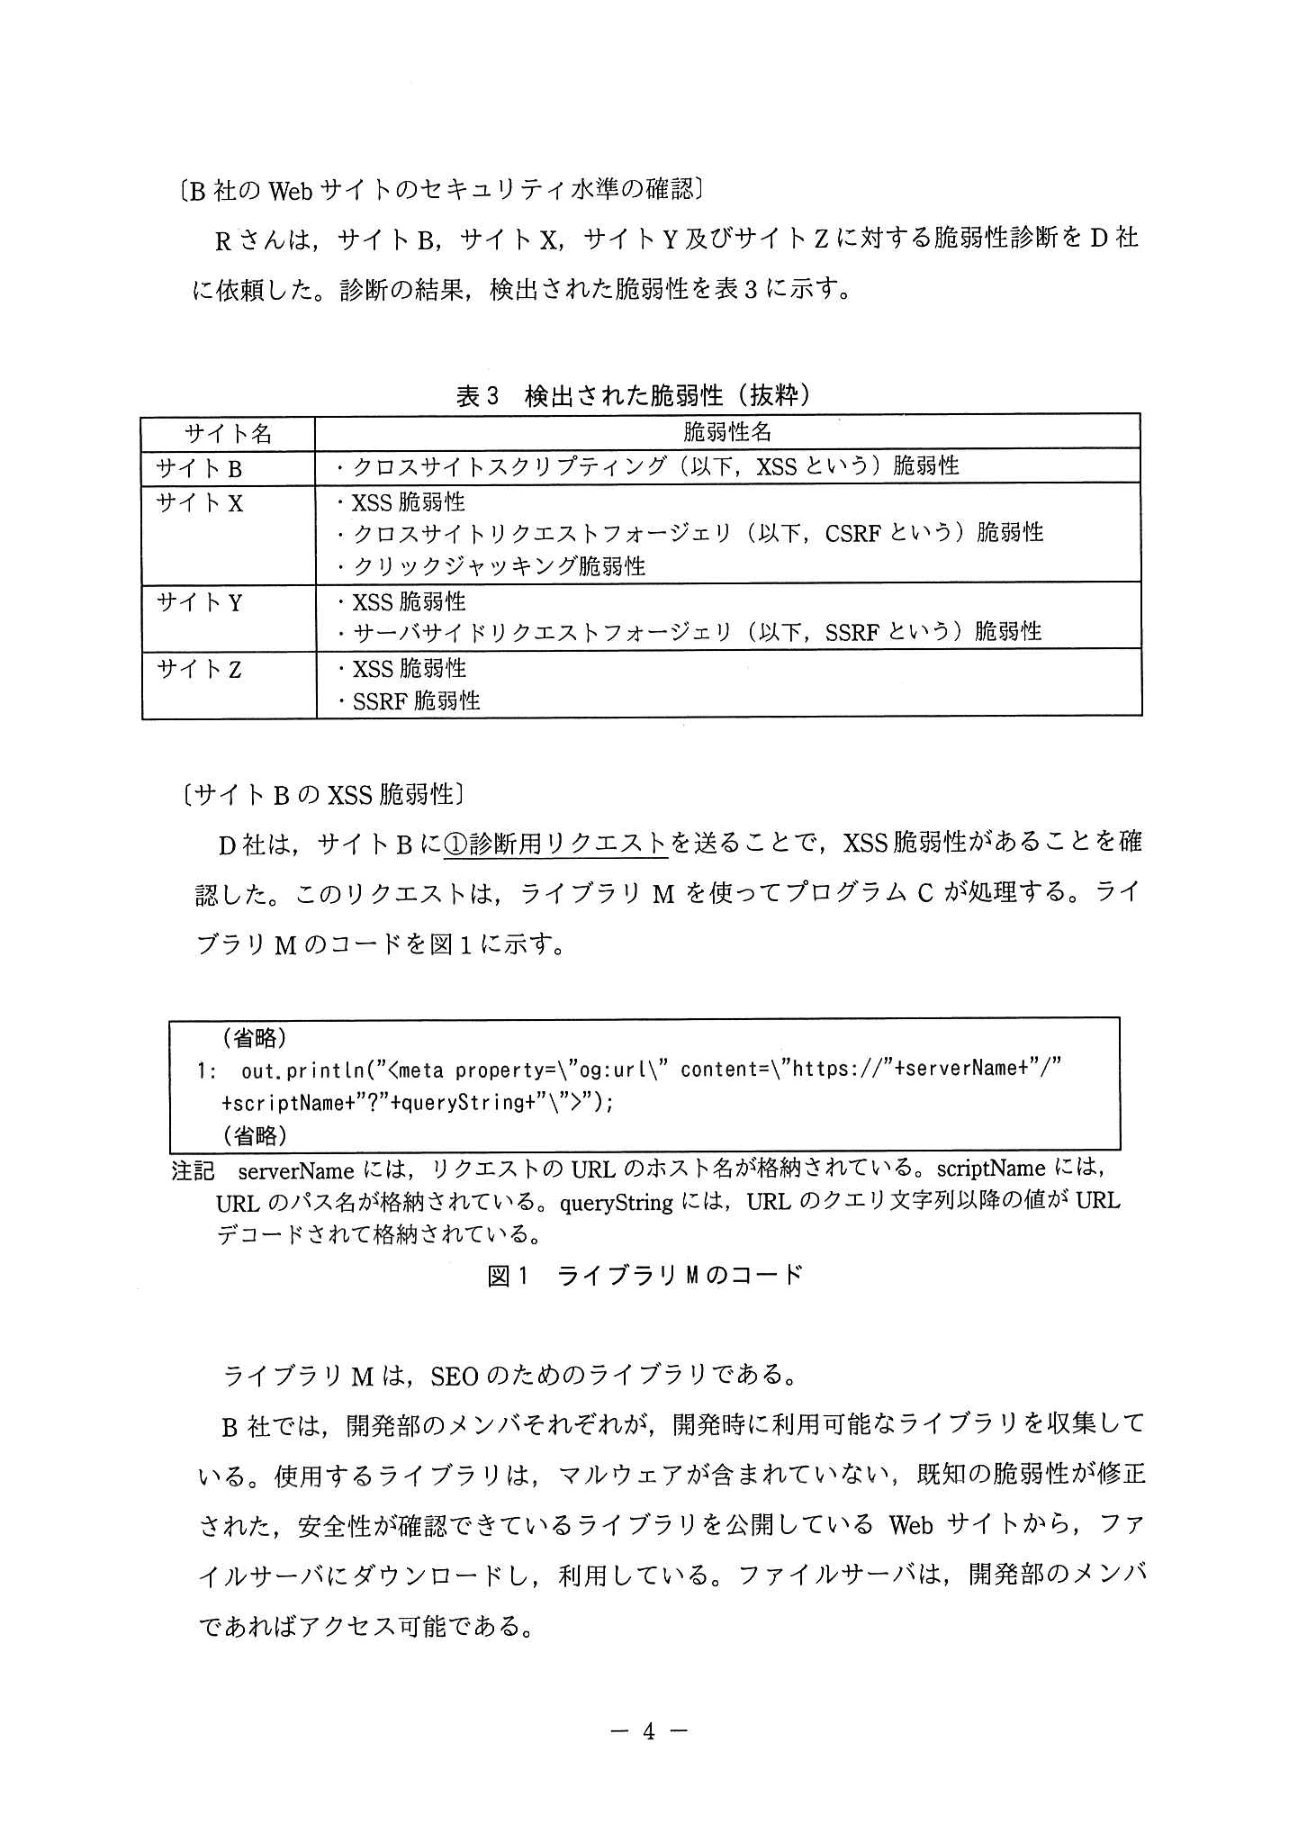 〔B 社の Web サイトのセキュリティ水準の確認〕
R さんは，サイト B，サイト X，サイト Y 及びサイト Z に対する脆弱性診断を D 社
に依頼した。診断の結果，検出された脆弱性を表 3 に示す。
表 3　検出された脆弱性（抜粋）
サイト名　脆弱性名
サイト B　・クロスサイトスクリプティング（以下，XSS という）脆弱性
サイト X　・XSS 脆弱性
・クロスサイトリクエストフォージェリ（以下，CSRF という）脆弱性
・クリックジャッキング脆弱性
サイト Y　・XSS 脆弱性
・サーバサイドリクエストフォージェリ（以下，SSRF という）脆弱性
サイト Z　・XSS 脆弱性
・SSRF 脆弱性
〔サイト B の XSS 脆弱性〕
D 社は，サイト B に①診断用リクエストを送ることで，XSS 脆弱性があることを確
認した。このリクエストは，ライブラリ M を使ってプログラム C が処理する。ライ
ブラリ M のコードを図 1 に示す。
（省略）
1:　out.println("<meta property=\"og:url\" content=\"https://"+serverName+"/"
+scriptName+"?"+queryString+"\">");
（省略）
注記　serverName には，リクエストの URL のホスト名が格納されている。scriptName には，
URL のパス名が格納されている。queryString には，URL のクエリ文字列以降の値が URL
デコードされて格納されている。
図 1　ライブラリ M のコード
ライブラリ M は，SEO のためのライブラリである。
B 社では，開発部のメンバそれぞれが，開発時に利用可能なライブラリを収集して
いる。使用するライブラリは，マルウェアが含まれていない，既知の脆弱性が修正
された，安全性が確認できているライブラリを公開している Web サイトから，ファ
イルサーバにダウンロードし，利用している。ファイルサーバは，開発部のメンバ
であればアクセス可能である。
－ 4 －